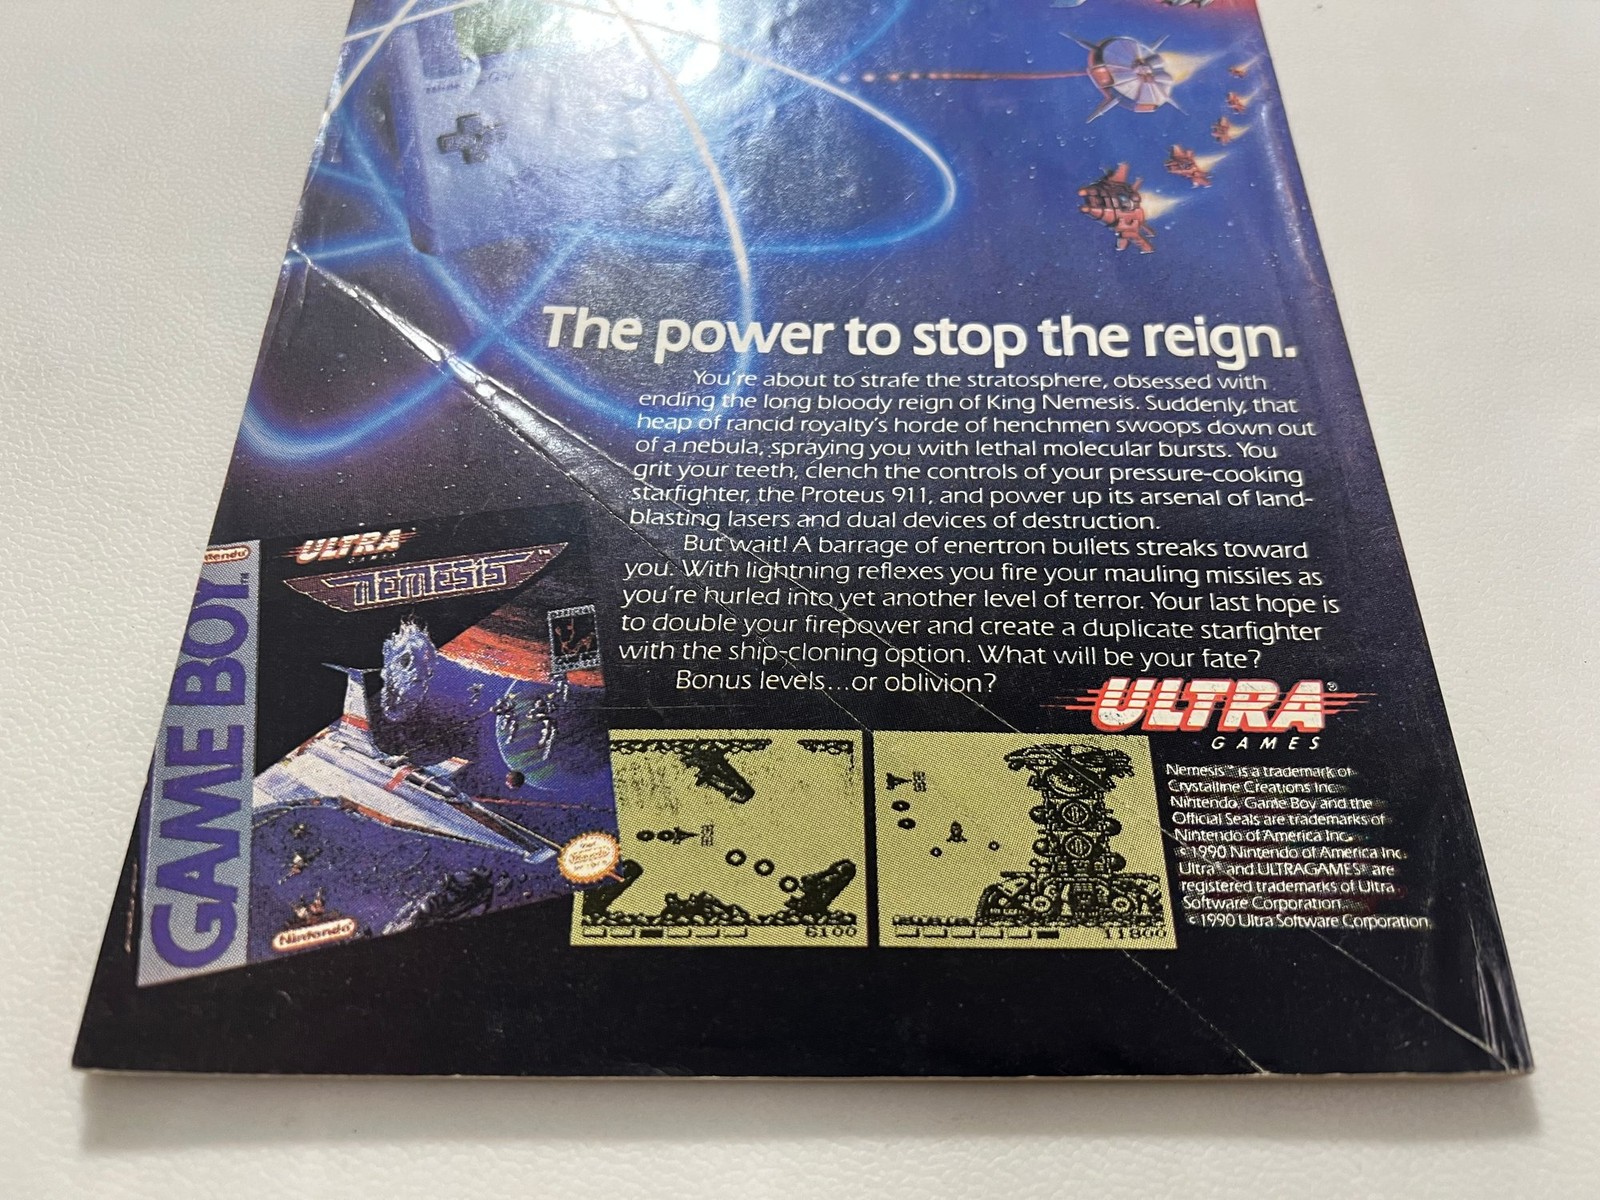 The power to stop the reign.
You're about to strafe the stratosphere, obsessed with
ending the long bloody reign of King Nemesis. Suddenly, that
heap of rancid royalty's horde of henchmen swoops down out
of a nebula, spraying you with lethal molecular bursts. You
grit your teeth, clench the controls of your pressure-cooking
starfighter, the Proteus 911, and power up its arsenal of land-
blasting lasers and dual devices of destruction.
But wait! A barrage of enertron bullets streaks toward
you. With lightning reflexes you fire your mauling missiles as
you're hurled into yet another level of terror. Your last hope is
to double your firepower and create a duplicate starfighter
with the ship-cloning option. What will be your fate?
Bonus levels...or oblivion?
ULTRA®
GAMES
Nintendo®
GAME BOY™
ULTRA
GAMES
NEMESIS™
Nintendo®
6100
11800
Nemesis™ is a trademark of
Crystalline Creations Inc.
Nintendo, Game Boy and the
Official Seals are trademarks of
Nintendo of America Inc.
©1990 Nintendo of America Inc.
Ultra® and ULTRAGAMES® are
registered trademarks of Ultra
Software Corporation.
©1990 Ultra Software Corporation.